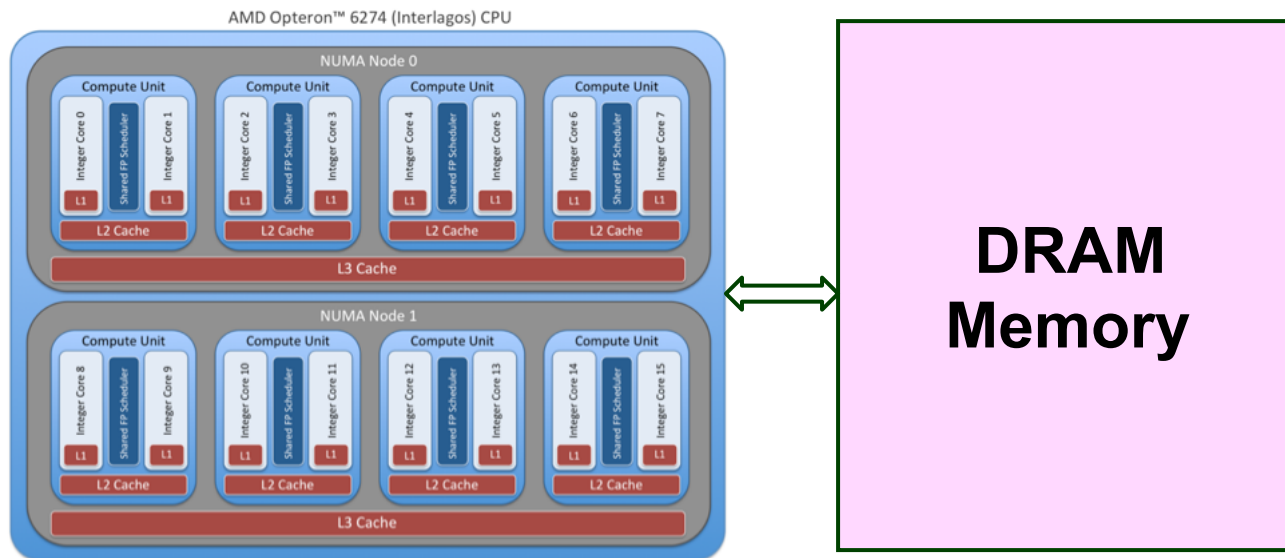 AMD Opteron™ 6274 (Interlagos) CPU
NUMA Node 0
Compute Unit
Integer Core 0
Shared FP Scheduler
Integer Core 1
L1
L1
L2 Cache
Compute Unit
Integer Core 2
Shared FP Scheduler
Integer Core 3
L1
L1
L2 Cache
Compute Unit
Integer Core 4
Shared FP Scheduler
Integer Core 5
L1
L1
L2 Cache
Compute Unit
Integer Core 6
Shared FP Scheduler
Integer Core 7
L1
L1
L2 Cache
L3 Cache
NUMA Node 1
Compute Unit
Integer Core 8
Shared FP Scheduler
Integer Core 9
L1
L1
L2 Cache
Compute Unit
Integer Core 10
Shared FP Scheduler
Integer Core 11
L1
L1
L2 Cache
Compute Unit
Integer Core 12
Shared FP Scheduler
Integer Core 13
L1
L1
L2 Cache
Compute Unit
Integer Core 14
Shared FP Scheduler
Integer Core 15
L1
L1
L2 Cache
L3 Cache
DRAM
Memory